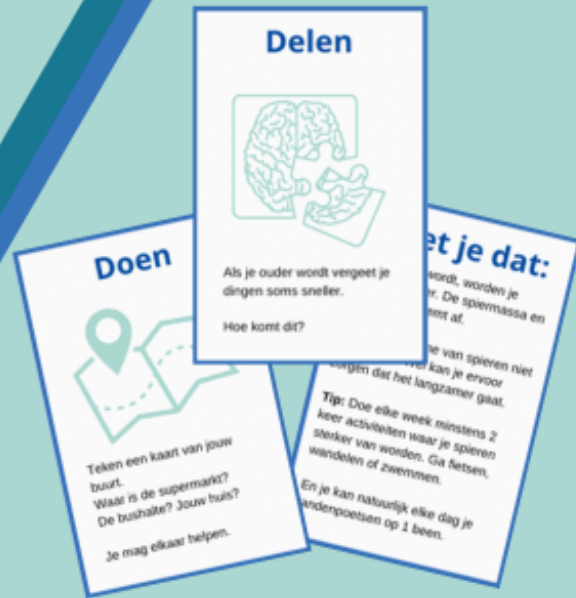 Delen
Als je ouder wordt vergeet je
dingen soms sneller.
Hoe komt dit?
Doen
Teken een kaart van jouw
buurt.
Waar is de supermarkt?
De bushalte? Jouw huis?
Je mag elkaar helpen.
et je dat:
wordt, worden je
De spiermassa en
af.
van spieren niet
kan je ervoor
zorgen dat het langzamer gaat.
Tip: Doe elke week minstens 2
keer activiteiten waar je spieren
sterker van worden. Ga fietsen,
wandelen of zwemmen.
En je kan natuurlijk elke dag je
andenpoetsen op 1 been.